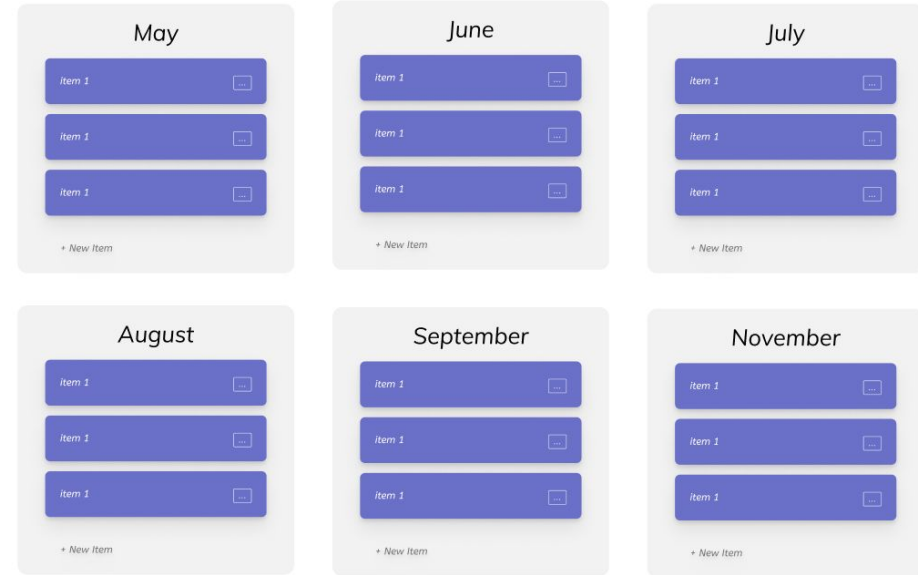 May
item 1 ...
item 1 ...
item 1 ...
+ New Item
June
item 1 ...
item 1 ...
item 1 ...
+ New Item
July
item 1 ...
item 1 ...
item 1 ...
+ New Item
August
item 1 ...
item 1 ...
item 1 ...
+ New Item
September
item 1 ...
item 1 ...
item 1 ...
+ New Item
November
item 1 ...
item 1 ...
item 1 ...
+ New Item